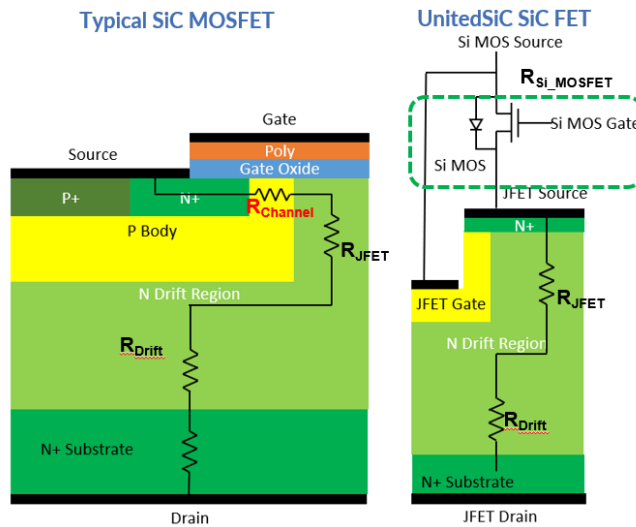 Typical SiC MOSFET
Gate
Source
Poly
Gate Oxide
P+
N+
RChannel
P Body
RJFET
N Drift Region
RDrift
N+ Substrate
Drain
UnitedSiC SiC FET
Si MOS Source
RSi_MOSFET
Si MOS Gate
Si MOS
JFET Source
N+
JFET Gate
RJFET
N Drift Region
RDrift
N+ Substrate
JFET Drain